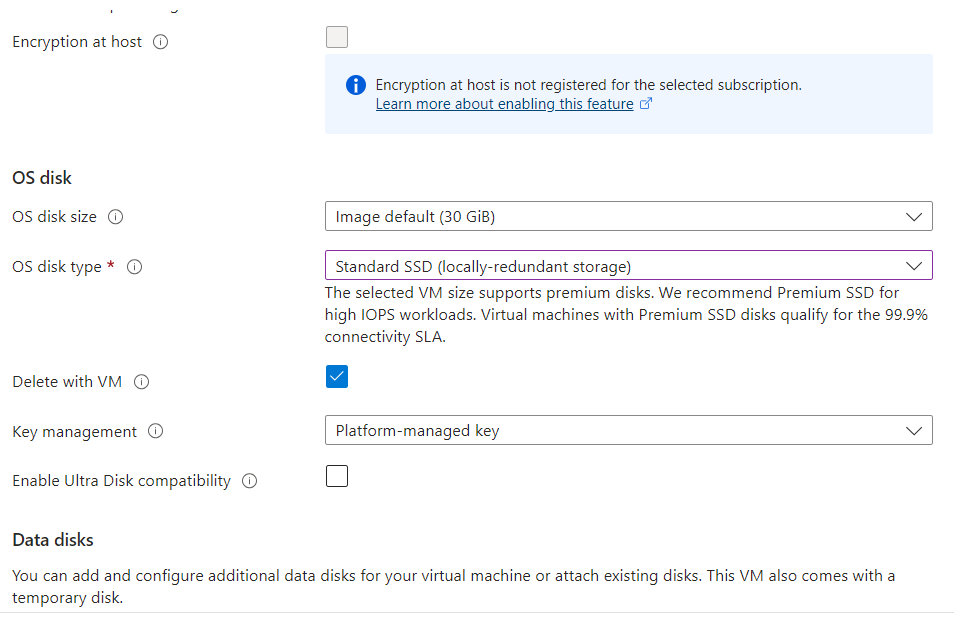 Encryption at host
Encryption at host is not registered for the selected subscription.
Learn more about enabling this feature
OS disk
OS disk size
Image default (30 GiB)
OS disk type *
Standard SSD (locally-redundant storage)
The selected VM size supports premium disks. We recommend Premium SSD for
high IOPS workloads. Virtual machines with Premium SSD disks qualify for the 99.9%
connectivity SLA.
Delete with VM
Key management
Platform-managed key
Enable Ultra Disk compatibility
Data disks
You can add and configure additional data disks for your virtual machine or attach existing disks. This VM also comes with a
temporary disk.